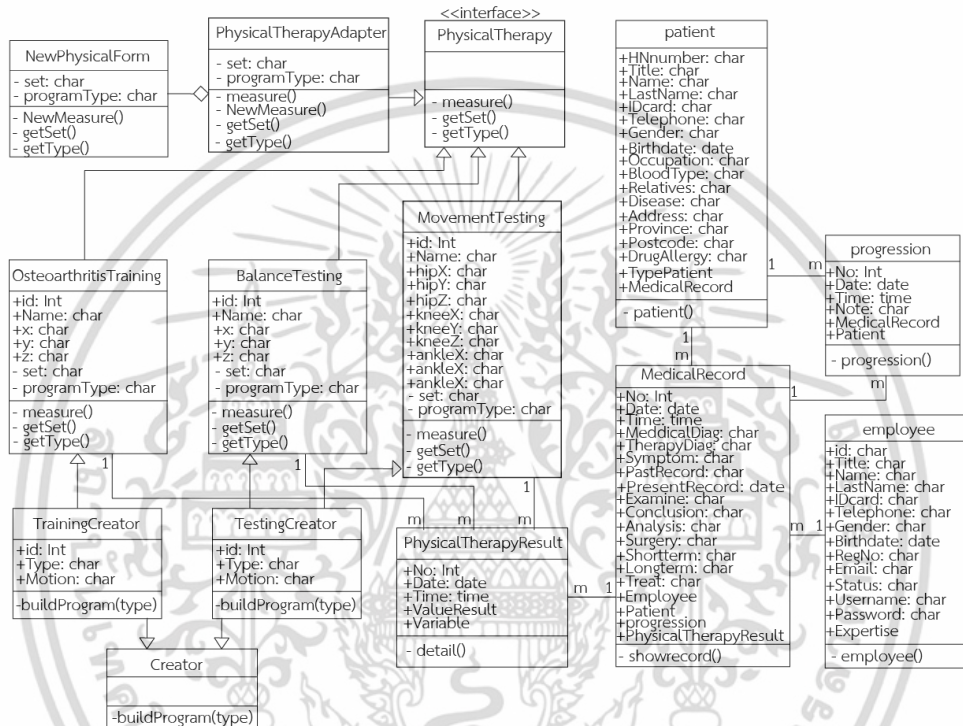 NewPhysicalForm
- set: char
- programType: char
- NewMeasure()
- getSet()
- getType()
PhysicalTherapyAdapter
- set: char
- programType: char
- measure()
- NewMeasure()
- getSet()
- getType()
<<interface>>
PhysicalTherapy
- measure()
- getSet()
- getType()
patient
+HNnumber: char
+Title: char
+Name: char
+LastName: char
+IDcard: char
+Telephone: char
+Gender: char
+Birthdate: date
+Occupation: char
+BloodType: char
+Relatives: char
+Disease: char
+Address: char
+Province: char
+Postcode: char
+DrugAllergy: char
+TypePatient
+MedicalRecord
- patient()
1
m
progression
+No: Int
+Date: date
+Time: time
+Note: char
+MedicalRecord
+Patient
- progression()
OsteoarthritisTraining
+id: Int
+Name: char
+x: char
+y: char
+z: char
- set: char
- programType: char
- measure()
- getSet()
- getType()
1
BalanceTesting
+id: Int
+Name: char
+x: char
+y: char
+z: char
- set: char
- programType: char
- measure()
- getSet()
- getType()
1
MovementTesting
+id: Int
+Name: char
+hipX: char
+hipY: char
+hipZ: char
+kneeX: char
+kneeY: char
+kneeZ: char
+ankleX: char
+ankleX: char
+ankleX: char
- set: char
- programType: char
- measure()
- getSet()
- getType()
1
1
m
MedicalRecord
+No: Int
+Date: date
+Time: time
+MeddicalDiag: char
+TherapyDiag: char
+Symptom: char
+PastRecord: char
+PresentRecord: date
+Examine: char
+Conclusion: char
+Analysis: char
+Surgery: char
+Shortterm: char
+Longterm: char
+Treat: char
+Employee
+Patient
+progression
+PhysicalTherapyResult
- showrecord()
1
m
m
1
employee
+id: char
+Title: char
+Name: char
+LastName: char
+IDcard: char
+Telephone: char
+Gender: char
+Birthdate: date
+RegNo: char
+Email: char
+Status: char
+Username: char
+Password: char
+Expertise
- employee()
TrainingCreator
+id: Int
+Type: char
+Motion: char
-buildProgram(type)
TestingCreator
+id: Int
+Type: char
+Motion: char
-buildProgram(type)
m
m
m
PhysicalTherapyResult
+No: Int
+Date: date
+Time: time
+ValueResult
+Variable
- detail()
m
1
Creator
-buildProgram(type)